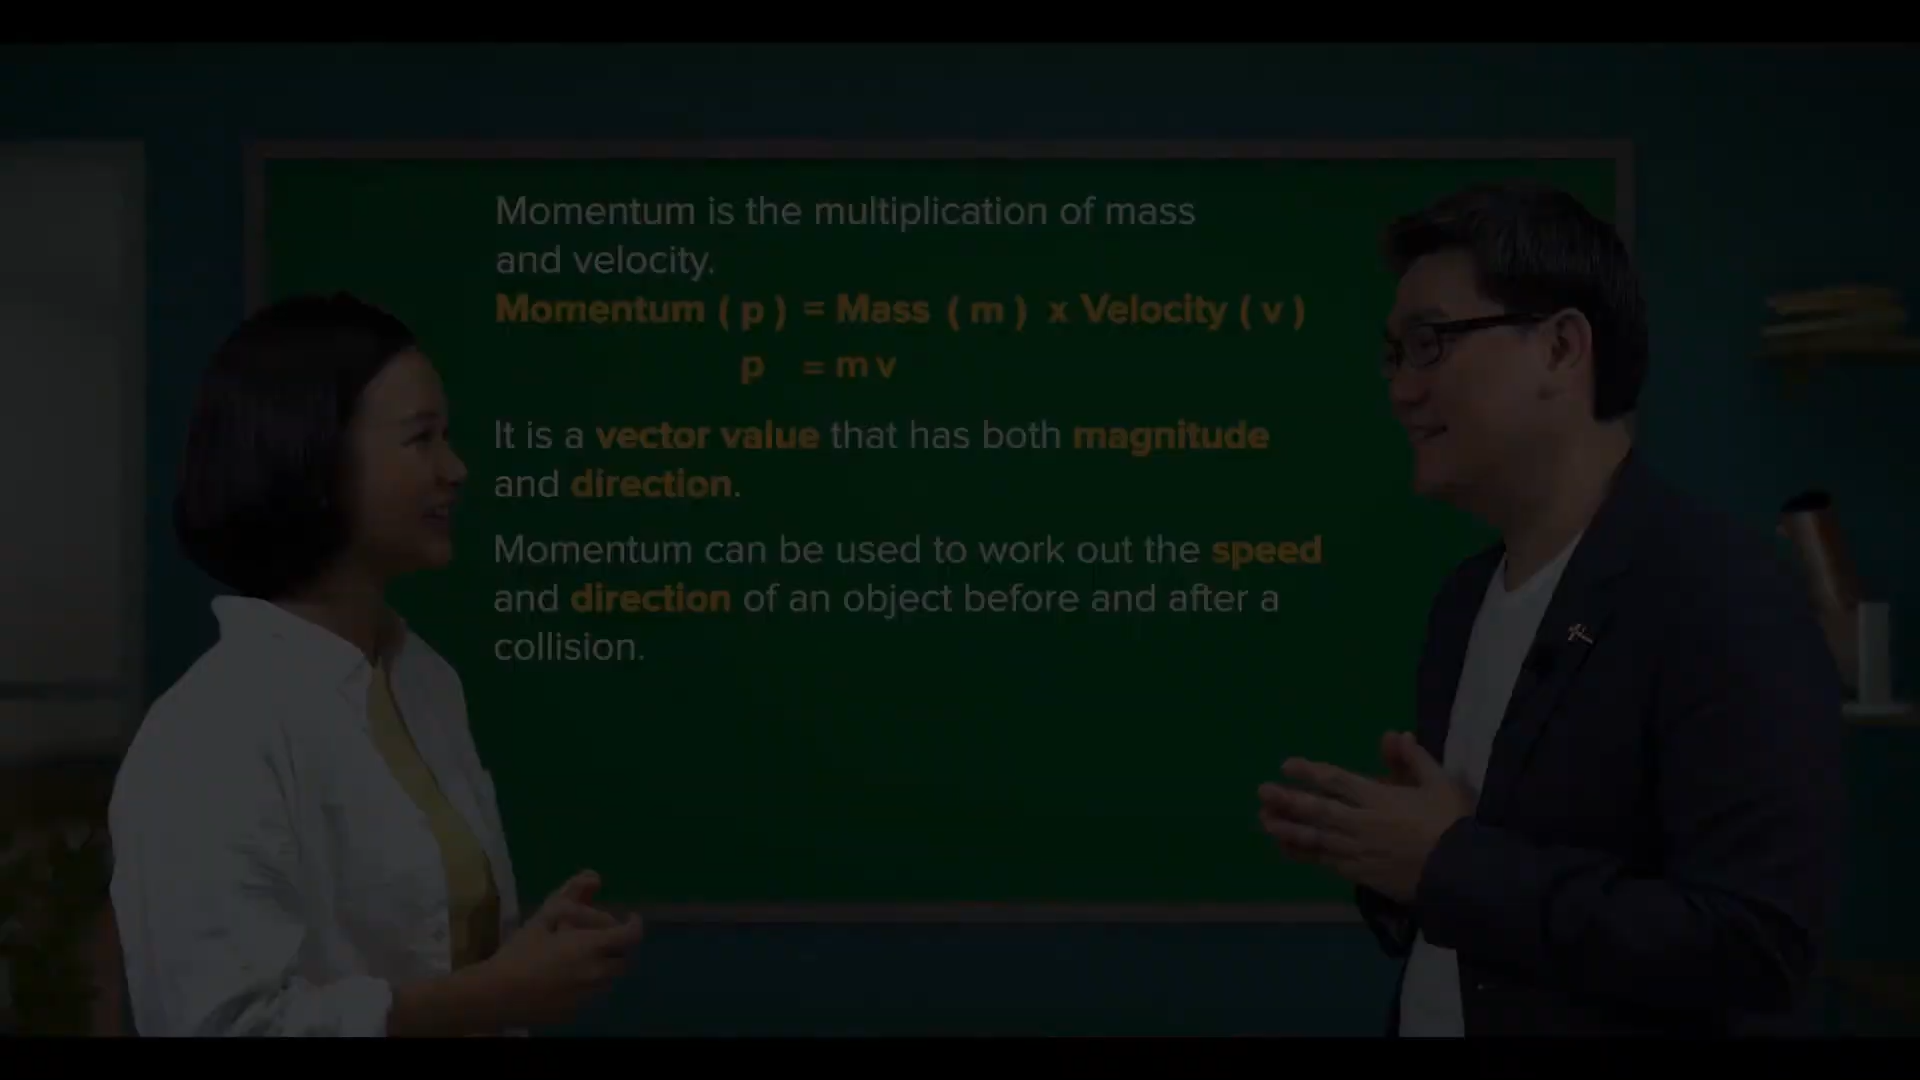 Momentum is the multiplication of mass
and velocity.
Momentum ( p ) = Mass ( m ) x Velocity ( v )
p = m v
It is a vector value that has both magnitude
and direction.
Momentum can be used to work out the speed
and direction of an object before and after a
collision.